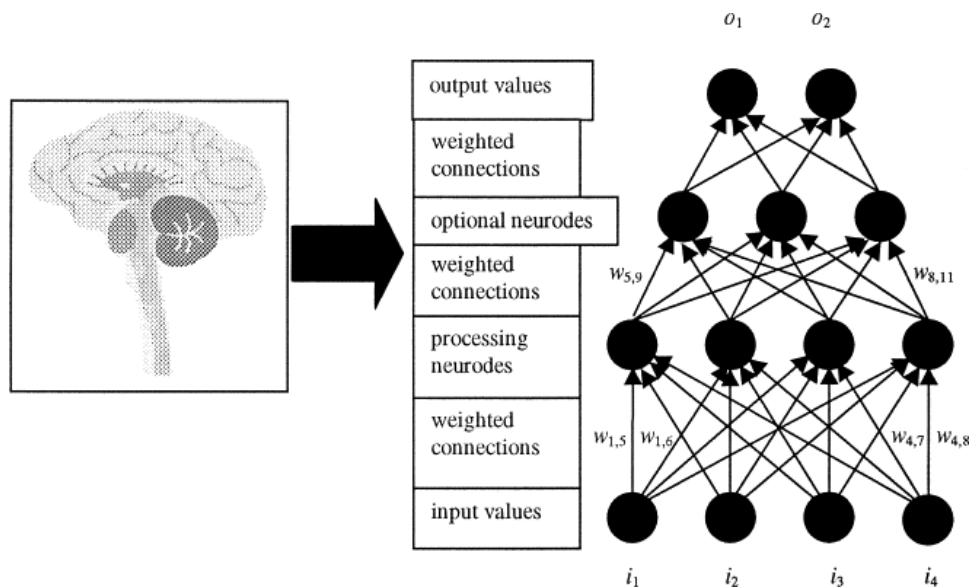 o1 o2
output values
weighted
connections
optional neurodes
weighted
connections
w5,9 w8,11
processing
neurodes
weighted
connections
w1,5 w1,6 w4,7 w4,8
input values
i1 i2 i3 i4